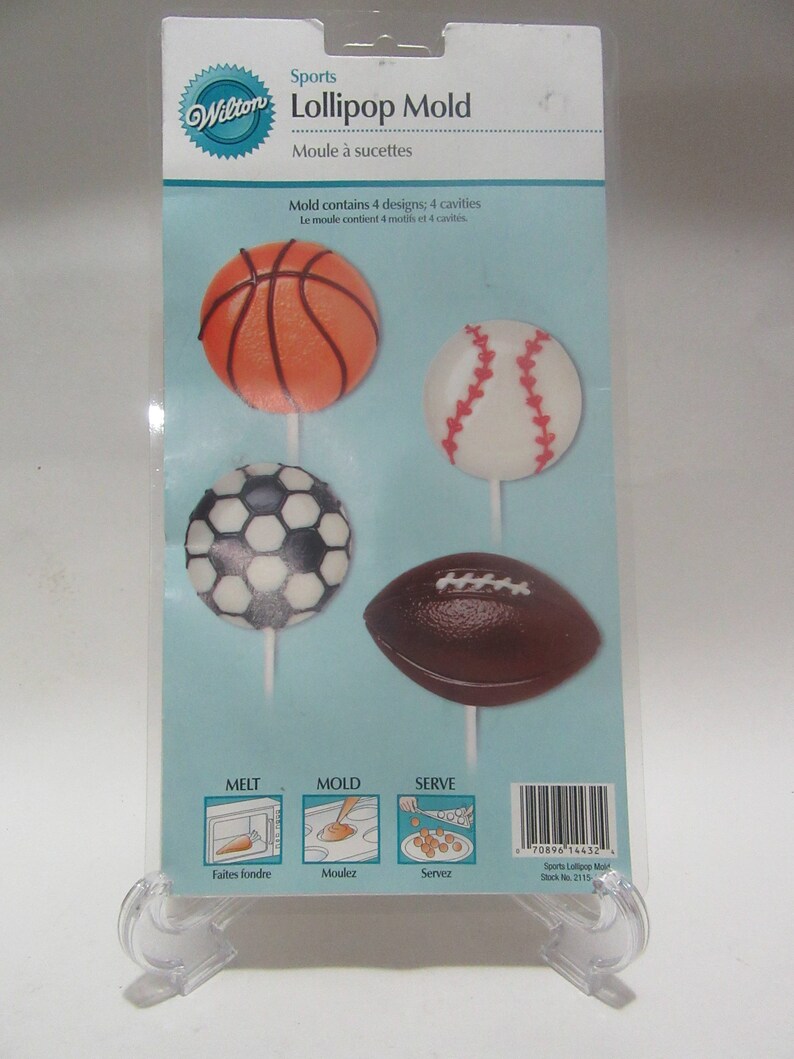 Wilton
Sports
Lollipop Mold
Moule à sucettes
Mold contains 4 designs; 4 cavities
Le moule contient 4 motifs et 4 cavités.
MELT MOLD SERVE
Faites fondre Moulez Servez
0 70896 14432 4
Sports Lollipop Mold
Stock No. 2115-